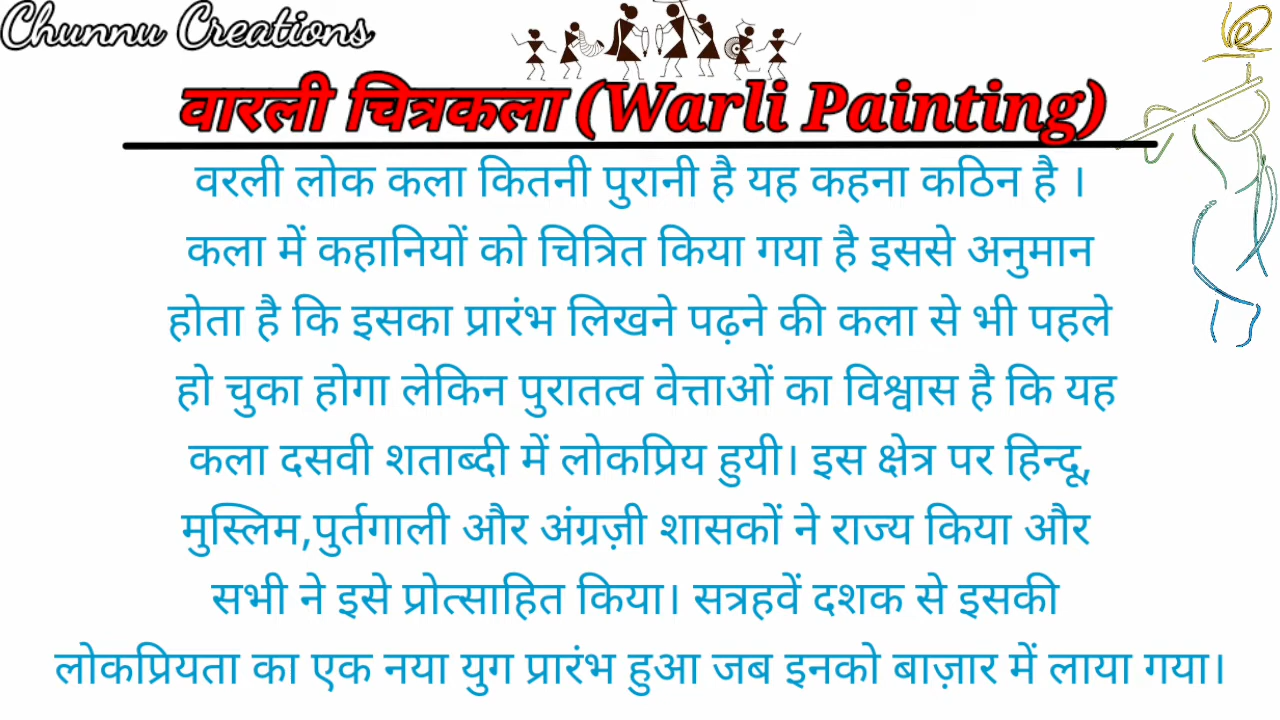 Chunnu Creations
वारली चित्रकला (Warli Painting)
वरली लोक कला कितनी पुरानी है यह कहना कठिन है ।
कला में कहानियों को चित्रित किया गया है इससे अनुमान
होता है कि इसका प्रारंभ लिखने पढ़ने की कला से भी पहले
हो चुका होगा लेकिन पुरातत्व वेत्ताओं का विश्वास है कि यह
कला दसवी शताब्दी में लोकप्रिय हुयी। इस क्षेत्र पर हिन्दू,
मुस्लिम,पुर्तगाली और अंग्रज़ी शासकों ने राज्य किया और
सभी ने इसे प्रोत्साहित किया। सत्रहवें दशक से इसकी
लोकप्रियता का एक नया युग प्रारंभ हुआ जब इनको बाज़ार में लाया गया।